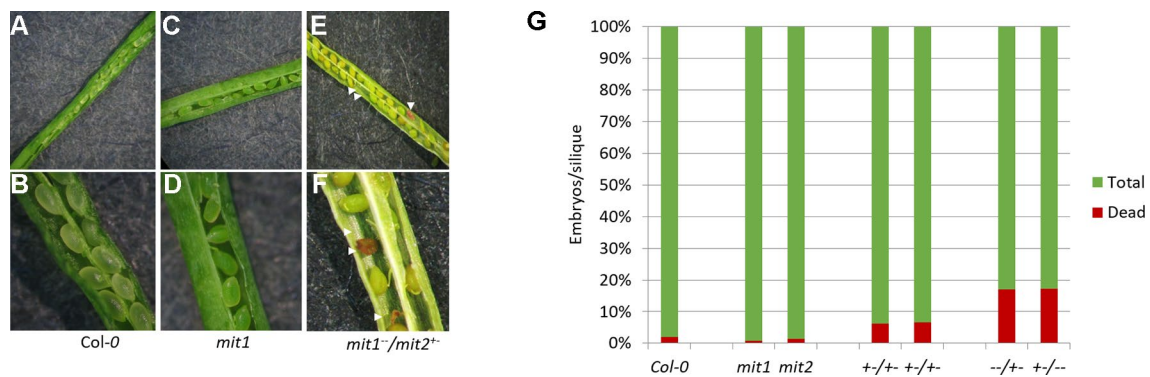 A C E
B D F
Col-0 mit1 mit1--/mit2+-
G
Embryos/silique
100%
90%
80%
70%
60%
50%
40%
30%
20%
10%
0%
Col-0 mit1 mit2 +-/+- +-/+- --/+- +-/--
Total
Dead